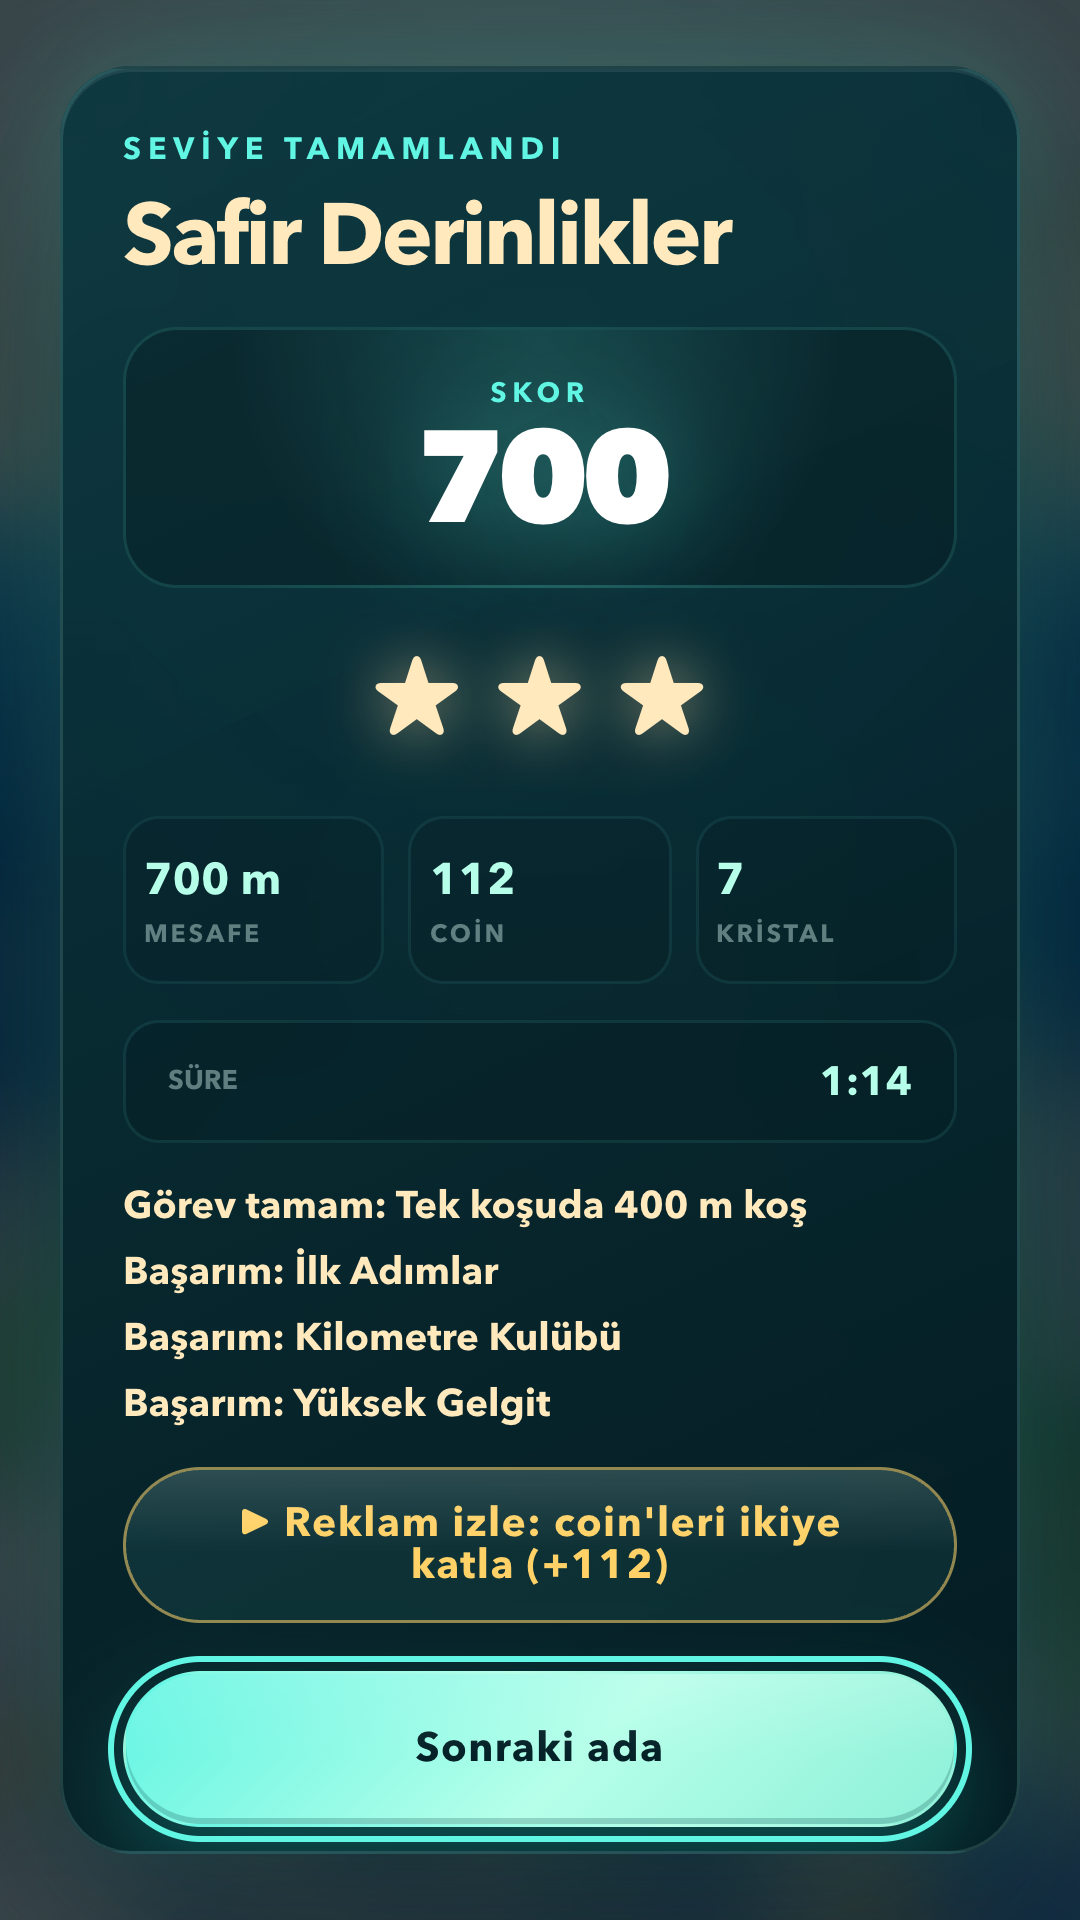 SEVİYE TAMAMLANDI
Safir Derinlikler
SKOR
700
700 m
MESAFE
112
COİN
7
KRİSTAL
SÜRE
1:14
Görev tamam: Tek koşuda 400 m koş
Başarım: İlk Adımlar
Başarım: Kilometre Kulübü
Başarım: Yüksek Gelgit
▶ Reklam izle: coin'leri ikiye
katla (+112)
Sonraki ada